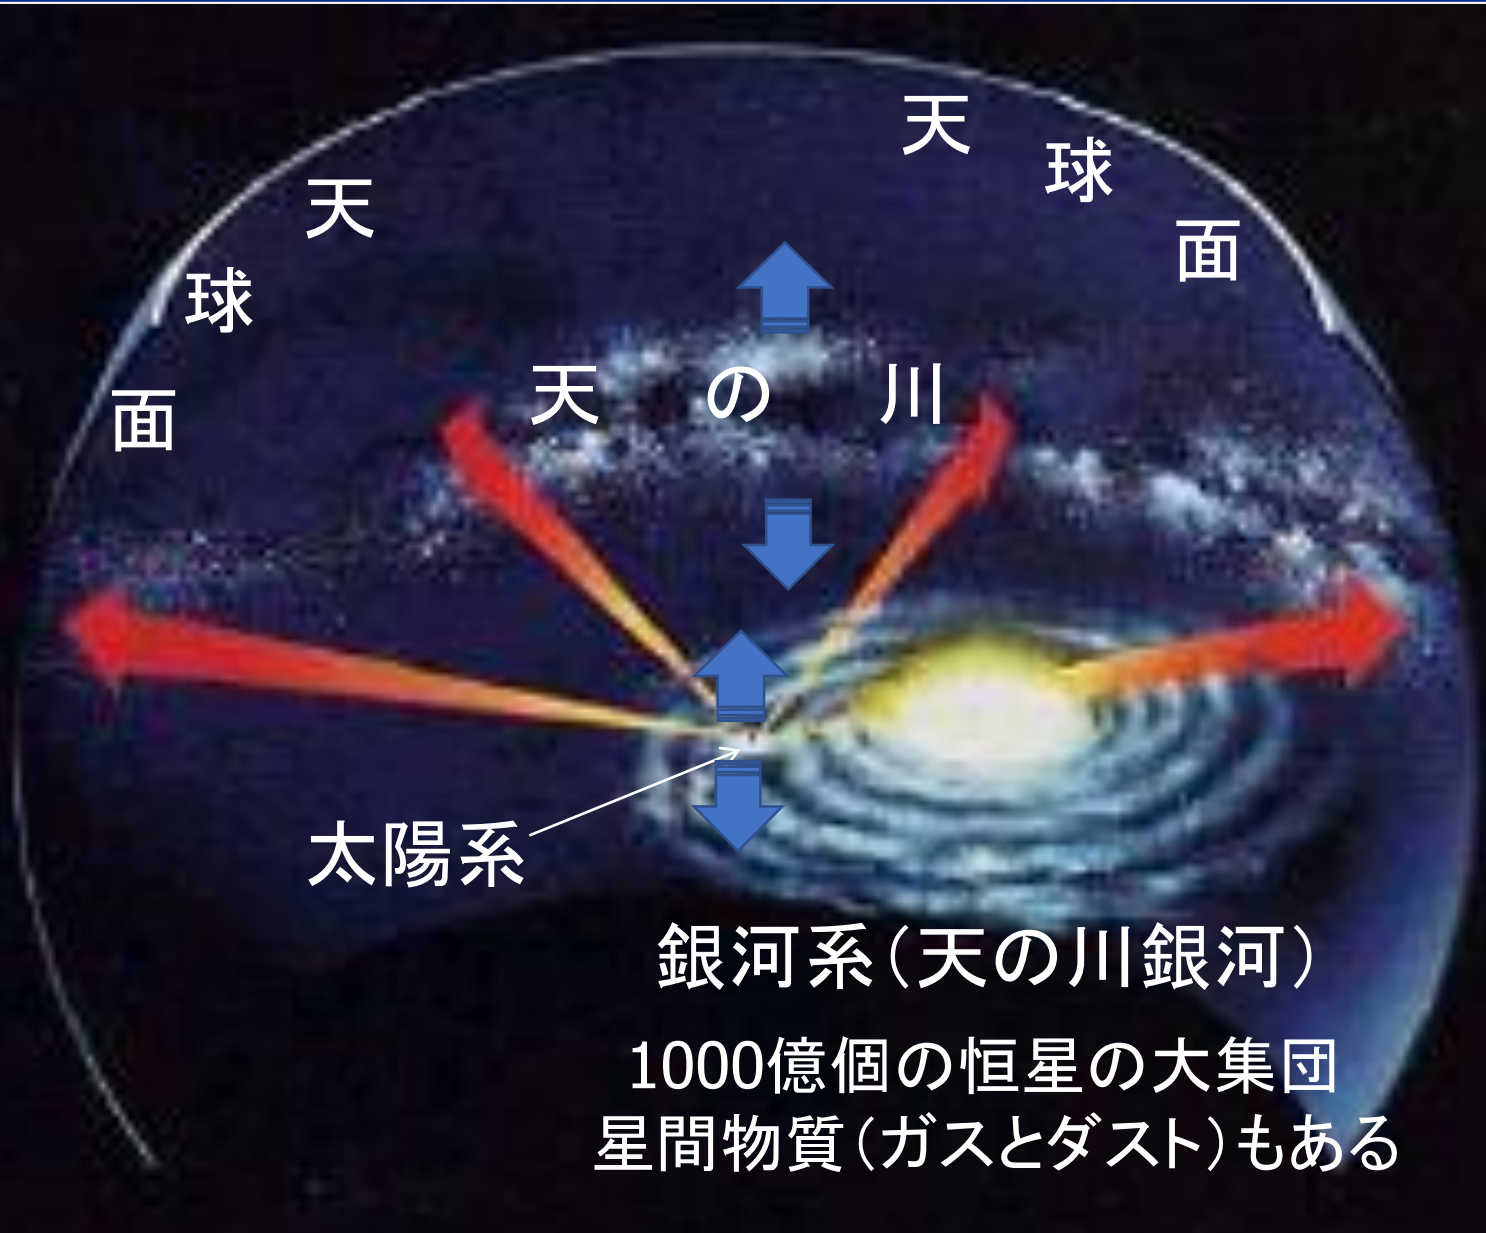 天球面
天球面
天の川
太陽系
銀河系（天の川銀河）
1000億個の恒星の大集団
星間物質（ガスとダスト）もある